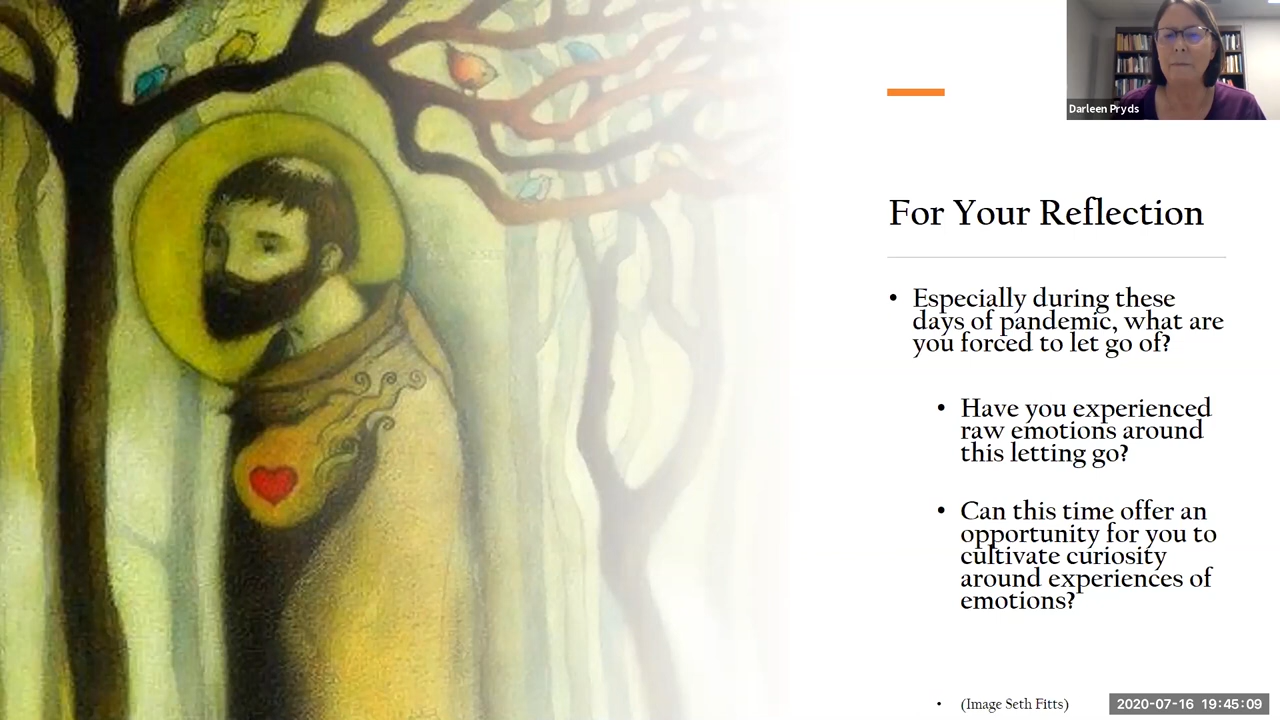 Darleen Pryds
For Your Reflection
• Especially during these
days of pandemic, what are
you forced to let go of?
• Have you experienced
raw emotions around
this letting go?
• Can this time offer an
opportunity for you to
cultivate curiosity
around experiences of
emotions?
• (Image Seth Fitts)
2020-07-16 19:45:09